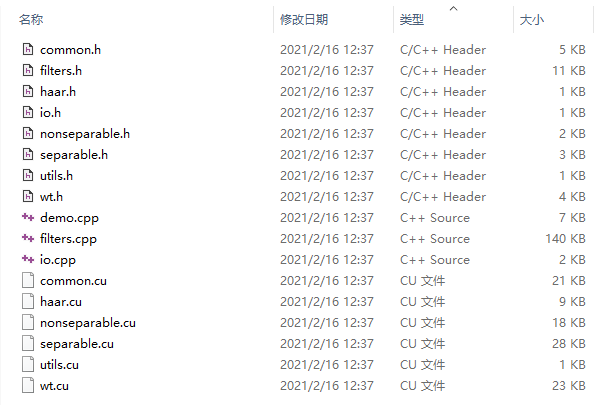 名称 修改日期 类型 大小
common.h 2021/2/16 12:37 C/C++ Header 5 KB
filters.h 2021/2/16 12:37 C/C++ Header 11 KB
haar.h 2021/2/16 12:37 C/C++ Header 1 KB
io.h 2021/2/16 12:37 C/C++ Header 1 KB
nonseparable.h 2021/2/16 12:37 C/C++ Header 2 KB
separable.h 2021/2/16 12:37 C/C++ Header 3 KB
utils.h 2021/2/16 12:37 C/C++ Header 1 KB
wt.h 2021/2/16 12:37 C/C++ Header 4 KB
demo.cpp 2021/2/16 12:37 C++ Source 7 KB
filters.cpp 2021/2/16 12:37 C++ Source 140 KB
io.cpp 2021/2/16 12:37 C++ Source 2 KB
common.cu 2021/2/16 12:37 CU 文件 21 KB
haar.cu 2021/2/16 12:37 CU 文件 9 KB
nonseparable.cu 2021/2/16 12:37 CU 文件 18 KB
separable.cu 2021/2/16 12:37 CU 文件 28 KB
utils.cu 2021/2/16 12:37 CU 文件 1 KB
wt.cu 2021/2/16 12:37 CU 文件 23 KB